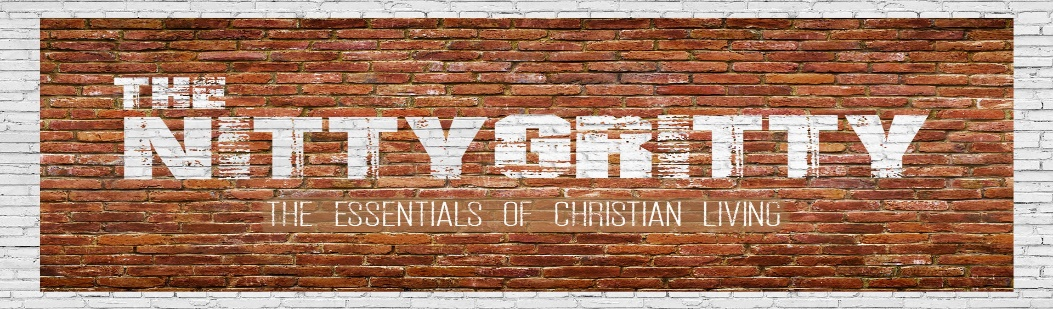 THE
NITTYGRITTY
THE ESSENTIALS OF CHRISTIAN LIVING